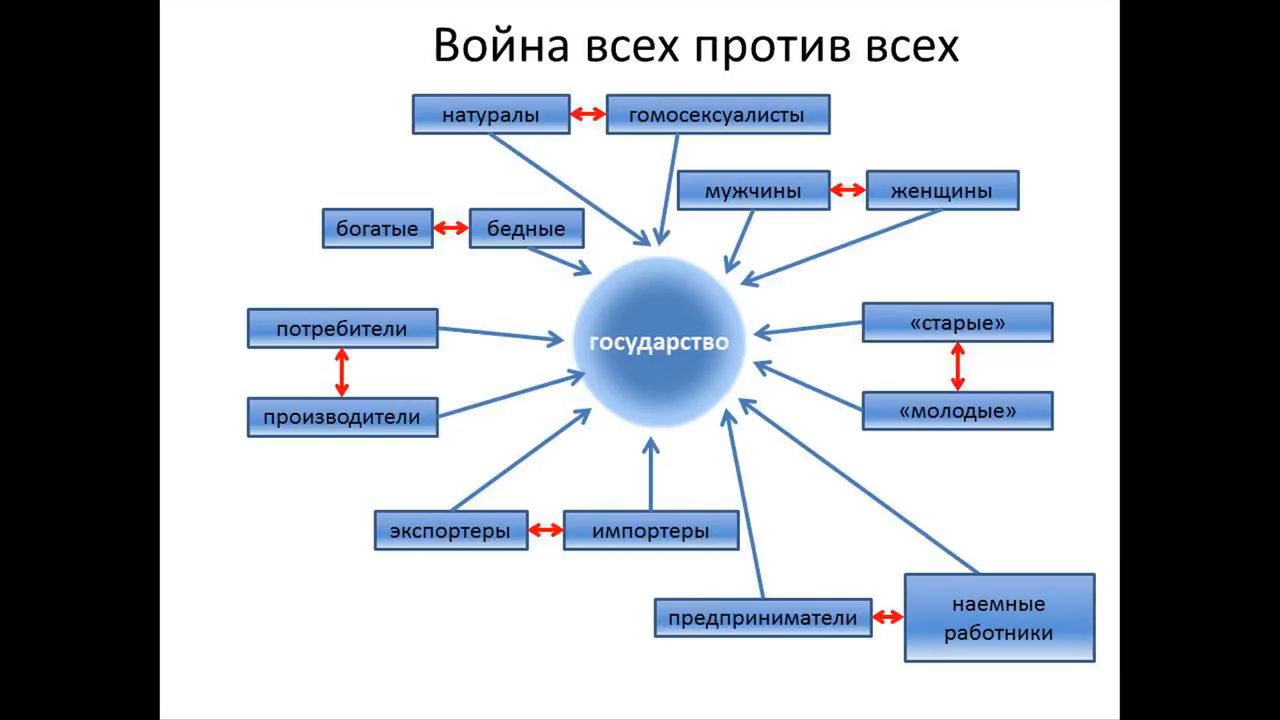 Война всех против всех
натуралы
гомосексуалисты
мужчины
женщины
богатые
бедные
потребители
государство
«старые»
производители
«молодые»
экспортеры
импортеры
предприниматели
наемные
работники